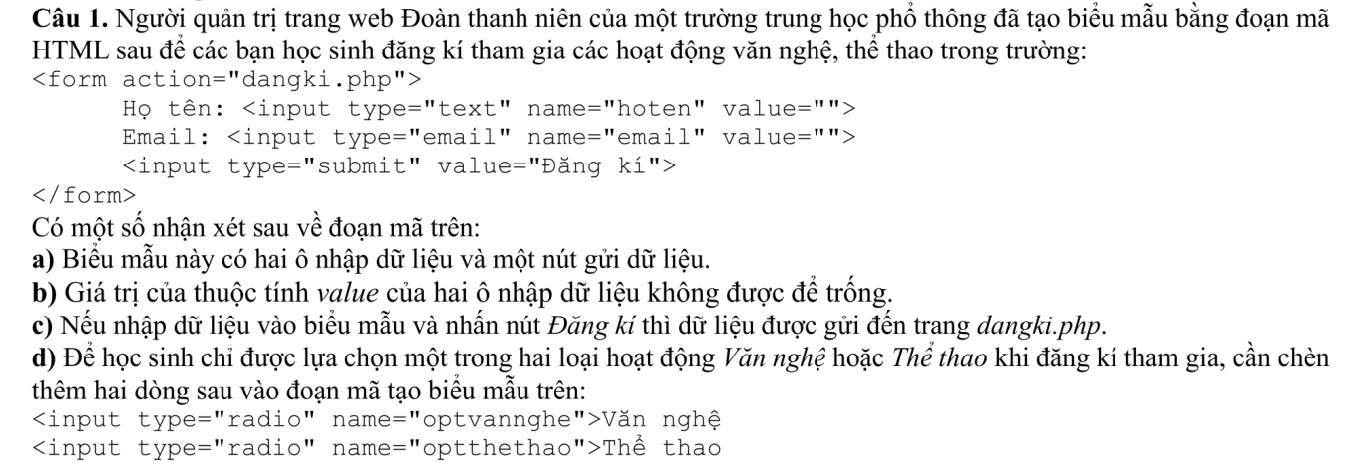 Câu 1. Người quản trị trang web Đoàn thanh niên của một trường trung học phổ thông đã tạo biểu mẫu bằng đoạn mã
HTML sau để các bạn học sinh đăng kí tham gia các hoạt động văn nghệ, thể thao trong trường:
<form action="dangki.php">
Họ tên: <input type="text" name="hoten" value="">
Email: <input type="email" name="email" value="">
<input type="submit" value="Đăng kí">
</form>
Có một số nhận xét sau về đoạn mã trên:
a) Biểu mẫu này có hai ô nhập dữ liệu và một nút gửi dữ liệu.
b) Giá trị của thuộc tính value của hai ô nhập dữ liệu không được để trống.
c) Nếu nhập dữ liệu vào biểu mẫu và nhấn nút Đăng kí thì dữ liệu được gửi đến trang dangki.php.
d) Để học sinh chỉ được lựa chọn một trong hai loại hoạt động Văn nghệ hoặc Thể thao khi đăng kí tham gia, cần chèn
thêm hai dòng sau vào đoạn mã tạo biểu mẫu trên:
<input type="radio" name="optvannghe">Văn nghệ
<input type="radio" name="optthethao">Thể thao